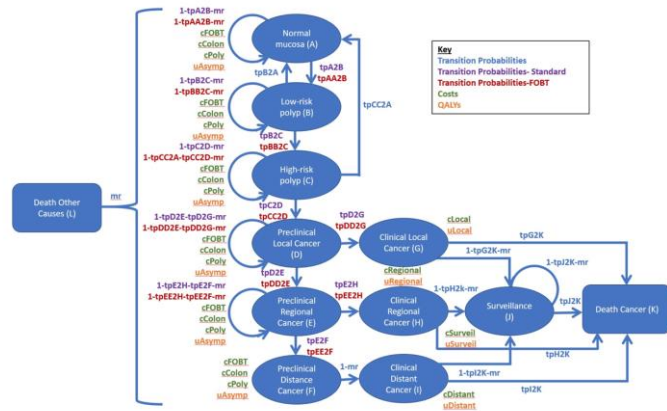 1-tpA2B-mr
1-tpAA2B-mr
cFOBT
cColon
cPoly
uAsymp
Normal
mucosa (A)
tpB2A
tpA2B
tpAA2B
1-tpB2C-mr
1-tpBB2C-mr
cFOBT
cColon
cPoly
uAsymp
Low-risk
polyp (B)
tpB2C
tpBB2C
tpCC2A
1-tpC2D-mr
1-tpCC2A-tpCC2D-mr
cFOBT
cColon
cPoly
uAsymp
High-risk
polyp (C)
tpC2D
tpCC2D
Key
Transition Probabilities
Transition Probabilities- Standard
Transition Probabilities-FOBT
Costs
QALYs
Death Other
Causes (L)
mr
1-tpD2E-tpD2G-mr
1-tpDD2E-tpDD2G-mr
cFOBT
cColon
cPoly
uAsymp
Preclinical
Local Cancer
(D)
tpD2G
tpDD2G
Clinical Local
Cancer (G)
cLocal
uLocal
tpG2K
1-tpG2K-mr
tpD2E
tpDD2E
1-tpE2H-tpE2F-mr
1-tpEE2H-tpEE2F-mr
cFOBT
cColon
cPoly
uAsymp
Preclinical
Regional
Cancer (E)
tpE2H
tpEE2H
cRegional
uRegional
Clinical
Regional
Cancer (H)
1-tpH2k-mr
1-tpJ2K-mr
Surveillance
(J)
tpJ2K
Death Cancer (K)
cSurveil
uSurveil
tpH2K
tpE2F
tpEE2F
cFOBT
cColon
cPoly
uAsymp
Preclinical
Distance
Cancer (F)
1-mr
Clinical
Distant
Cancer (I)
1-tpI2K-mr
tpI2K
cDistant
uDistant